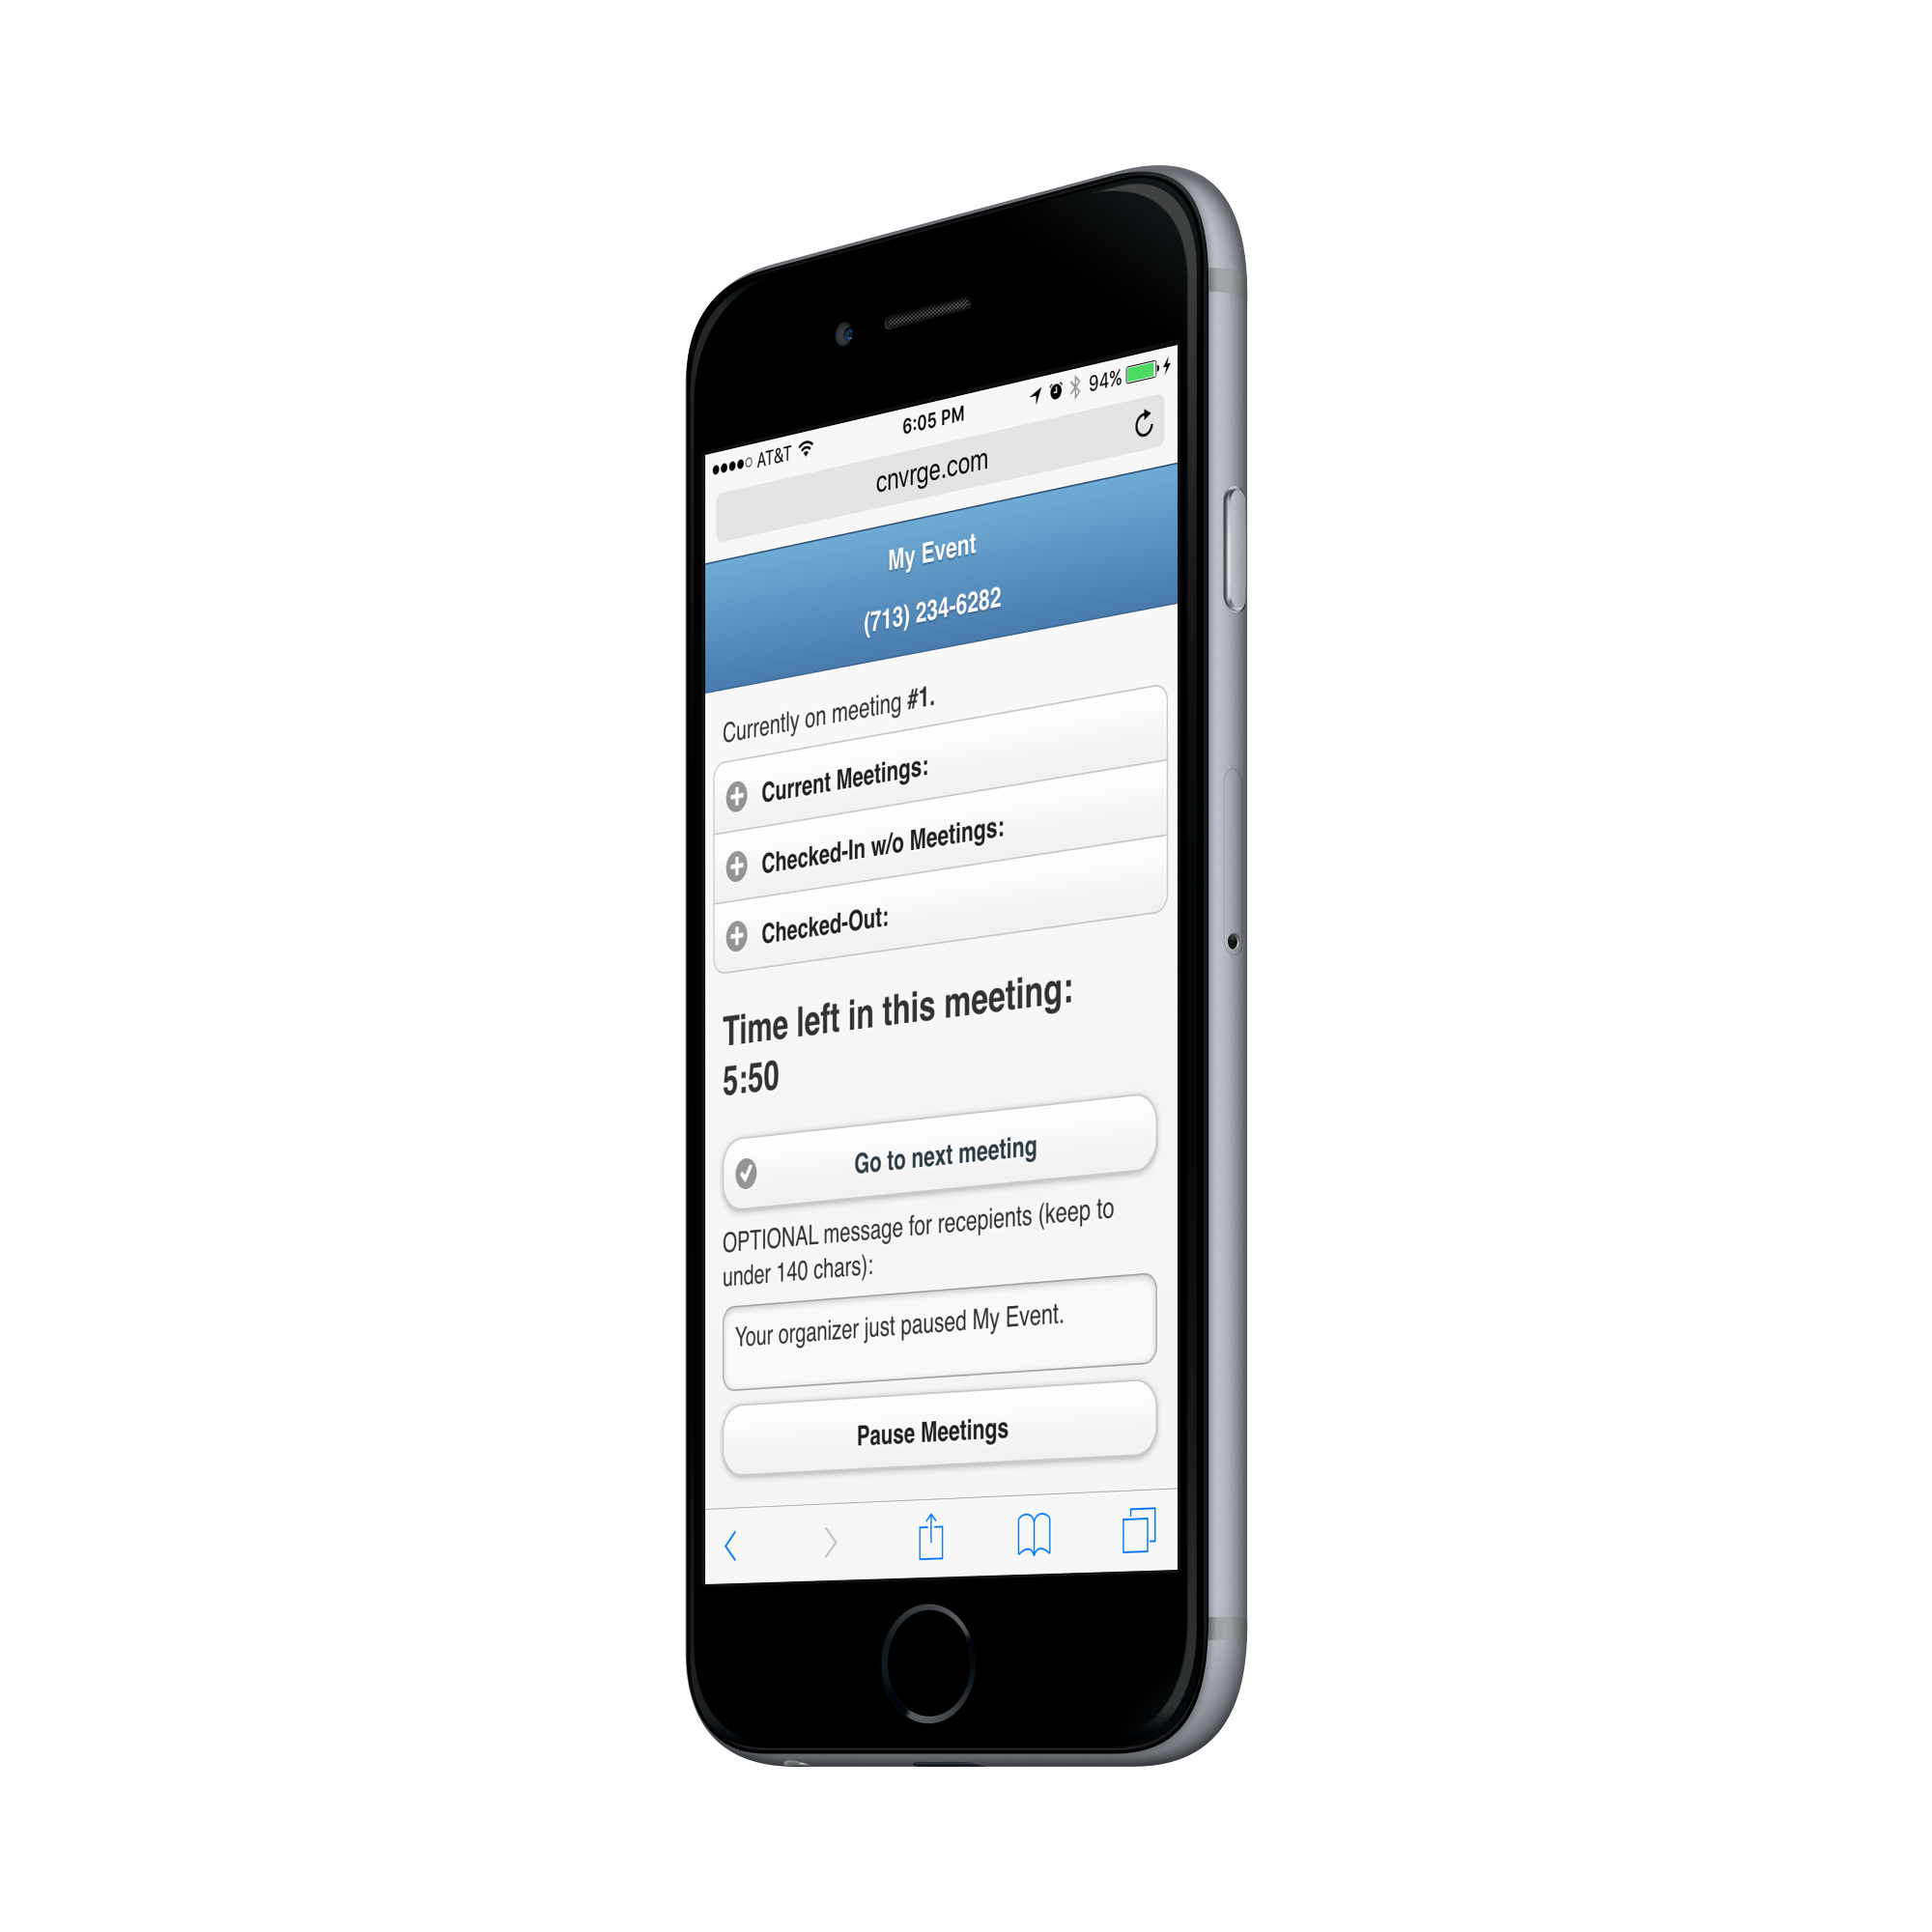 AT&T 6:05 PM 94%
cnvrge.com
My Event
(713) 234-6282
Currently on meeting #1.
Current Meetings:
Checked-In w/o Meetings:
Checked-Out:
Time left in this meeting:
5:50
Go to next meeting
OPTIONAL message for recepients (keep to
under 140 chars):
Your organizer just paused My Event.
Pause Meetings